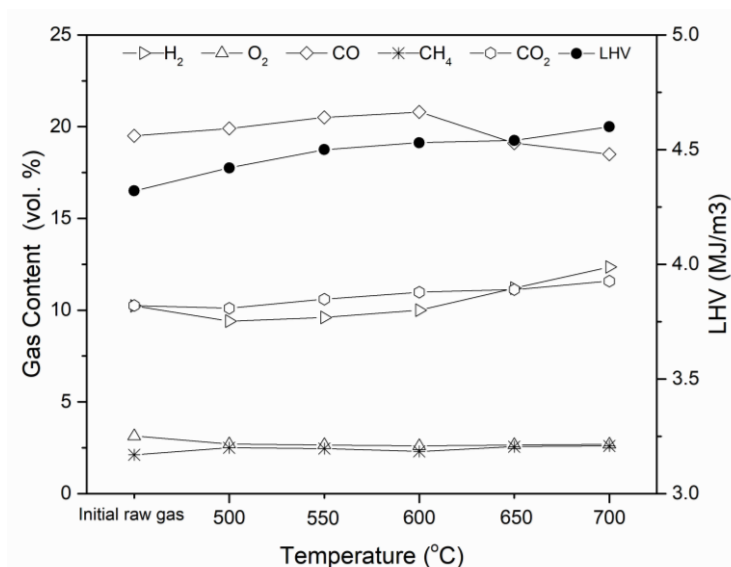 H₂ O₂ CO CH₄ CO₂ LHV
25
20
15
10
5
0
Gas Content (vol. %)
5.0
4.5
4.0
3.5
3.0
LHV (MJ/m3)
Initial raw gas 500 550 600 650 700
Temperature (°C)